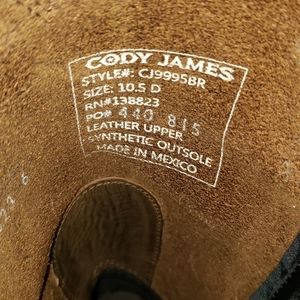 CODY JAMES
STYLE#: CJ9995BR
SIZE: 10.5 D
RN#138823
PO# 440 815
LEATHER UPPER
SYNTHETIC OUTSOLE
MADE IN MEXICO